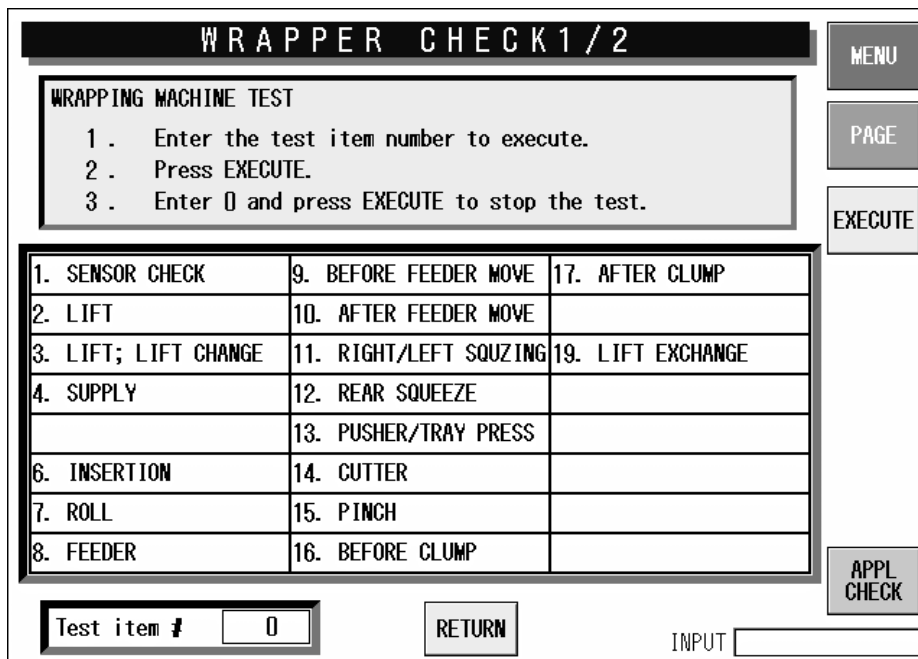 WRAPPER CHECK1/2
MENU
WRAPPING MACHINE TEST
1. Enter the test item number to execute.
2. Press EXECUTE.
3. Enter 0 and press EXECUTE to stop the test.
PAGE
EXECUTE
1. SENSOR CHECK 9. BEFORE FEEDER MOVE 17. AFTER CLUMP
2. LIFT 10. AFTER FEEDER MOVE
3. LIFT; LIFT CHANGE 11. RIGHT/LEFT SQUZING 19. LIFT EXCHANGE
4. SUPPLY 12. REAR SQUEEZE
13. PUSHER/TRAY PRESS
6. INSERTION 14. CUTTER
7. ROLL 15. PINCH
8. FEEDER 16. BEFORE CLUMP
APPL
CHECK
Test item # 0 RETURN INPUT